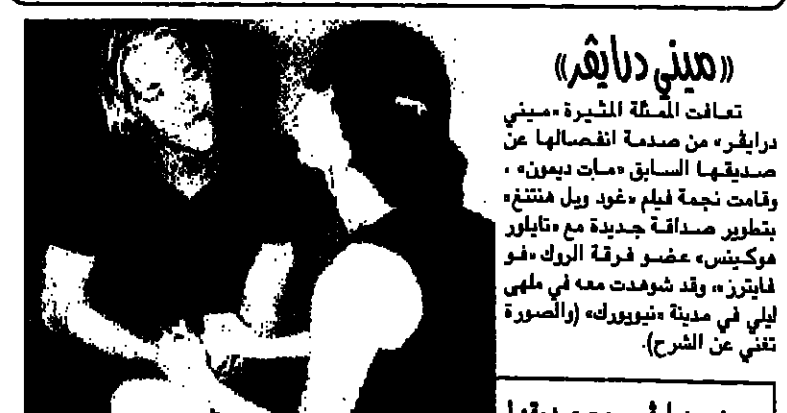 «ميني درايڤر»
تعافت الممثلة المثيرة «ميني
درايڤر» من صدمة انفصالها عن
صديقها السابق «مات ديمون» ،
وقامت نجمة فيلم «غود ويل هنتنغ»
بتطوير صداقة جديدة مع «تايلور
هوكينس» عضو فرقة الروك «فو
فايترز»، وقد شوهدت معه في ملهى
ليلي في مدينة «نيويورك» (والصورة
تغني عن الشرح).